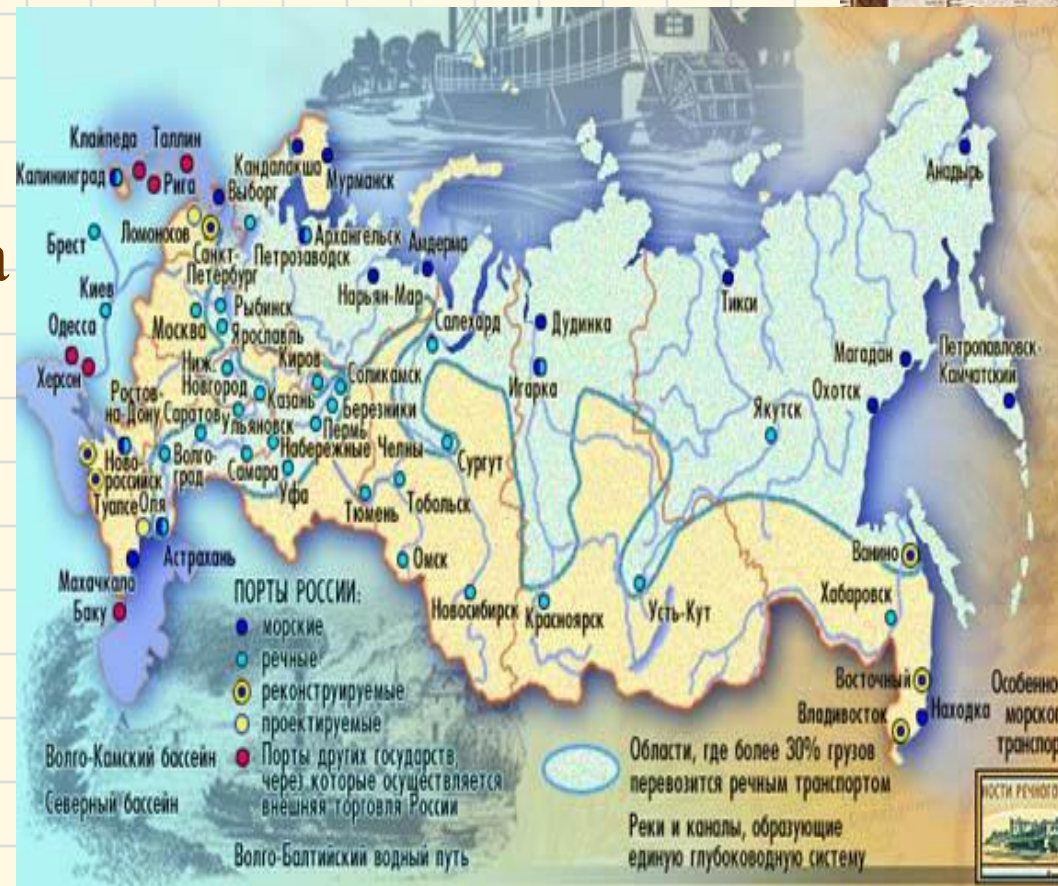 а
Клайпеда
Таллин
Калининград
Рига
Кандалакша
Выборг
Мурманск
Анадырь
Брест
Ломоносов
Санкт-
Петербург
Архангельск
Амдерма
Петрозаводск
Киев
Рыбинск
Нарьян-Мар
Тикси
Одесса
Москва
Ярославль
Салехард
Дудинка
Херсон
Ниж.
Новгород
Киров
Соликамск
Магадан
Петропавловск-
Камчатский
Ростов-
на-Дону
Казань
Игарка
Охотск
Саратов
Ульяновск
Березники
Якутск
Пермь
Ново-
российск
Волго-
град
Набережные Челны
Самара
Сургут
Уфа
Туапсе
Оля
Тюмень
Тобольск
Астрахань
Омск
Ванино
Махачкала
Баку
Новосибирск
Красноярск
Усть-Кут
Хабаровск
ПОРТЫ РОССИИ:
морские
речные
реконструируемые
проектируемые
Порты других государств,
через которые осуществляется
внешняя торговля России
Восточный
Владивосток
Находка
Волго-Камский бассейн
Северный бассейн
Волго-Балтийский водный путь
Области, где более 30% грузов
перевозится речным транспортом
Реки и каналы, образующие
единую глубоководную систему
Особенно
морско
транспор
НОСТИ РЕЧНОГО